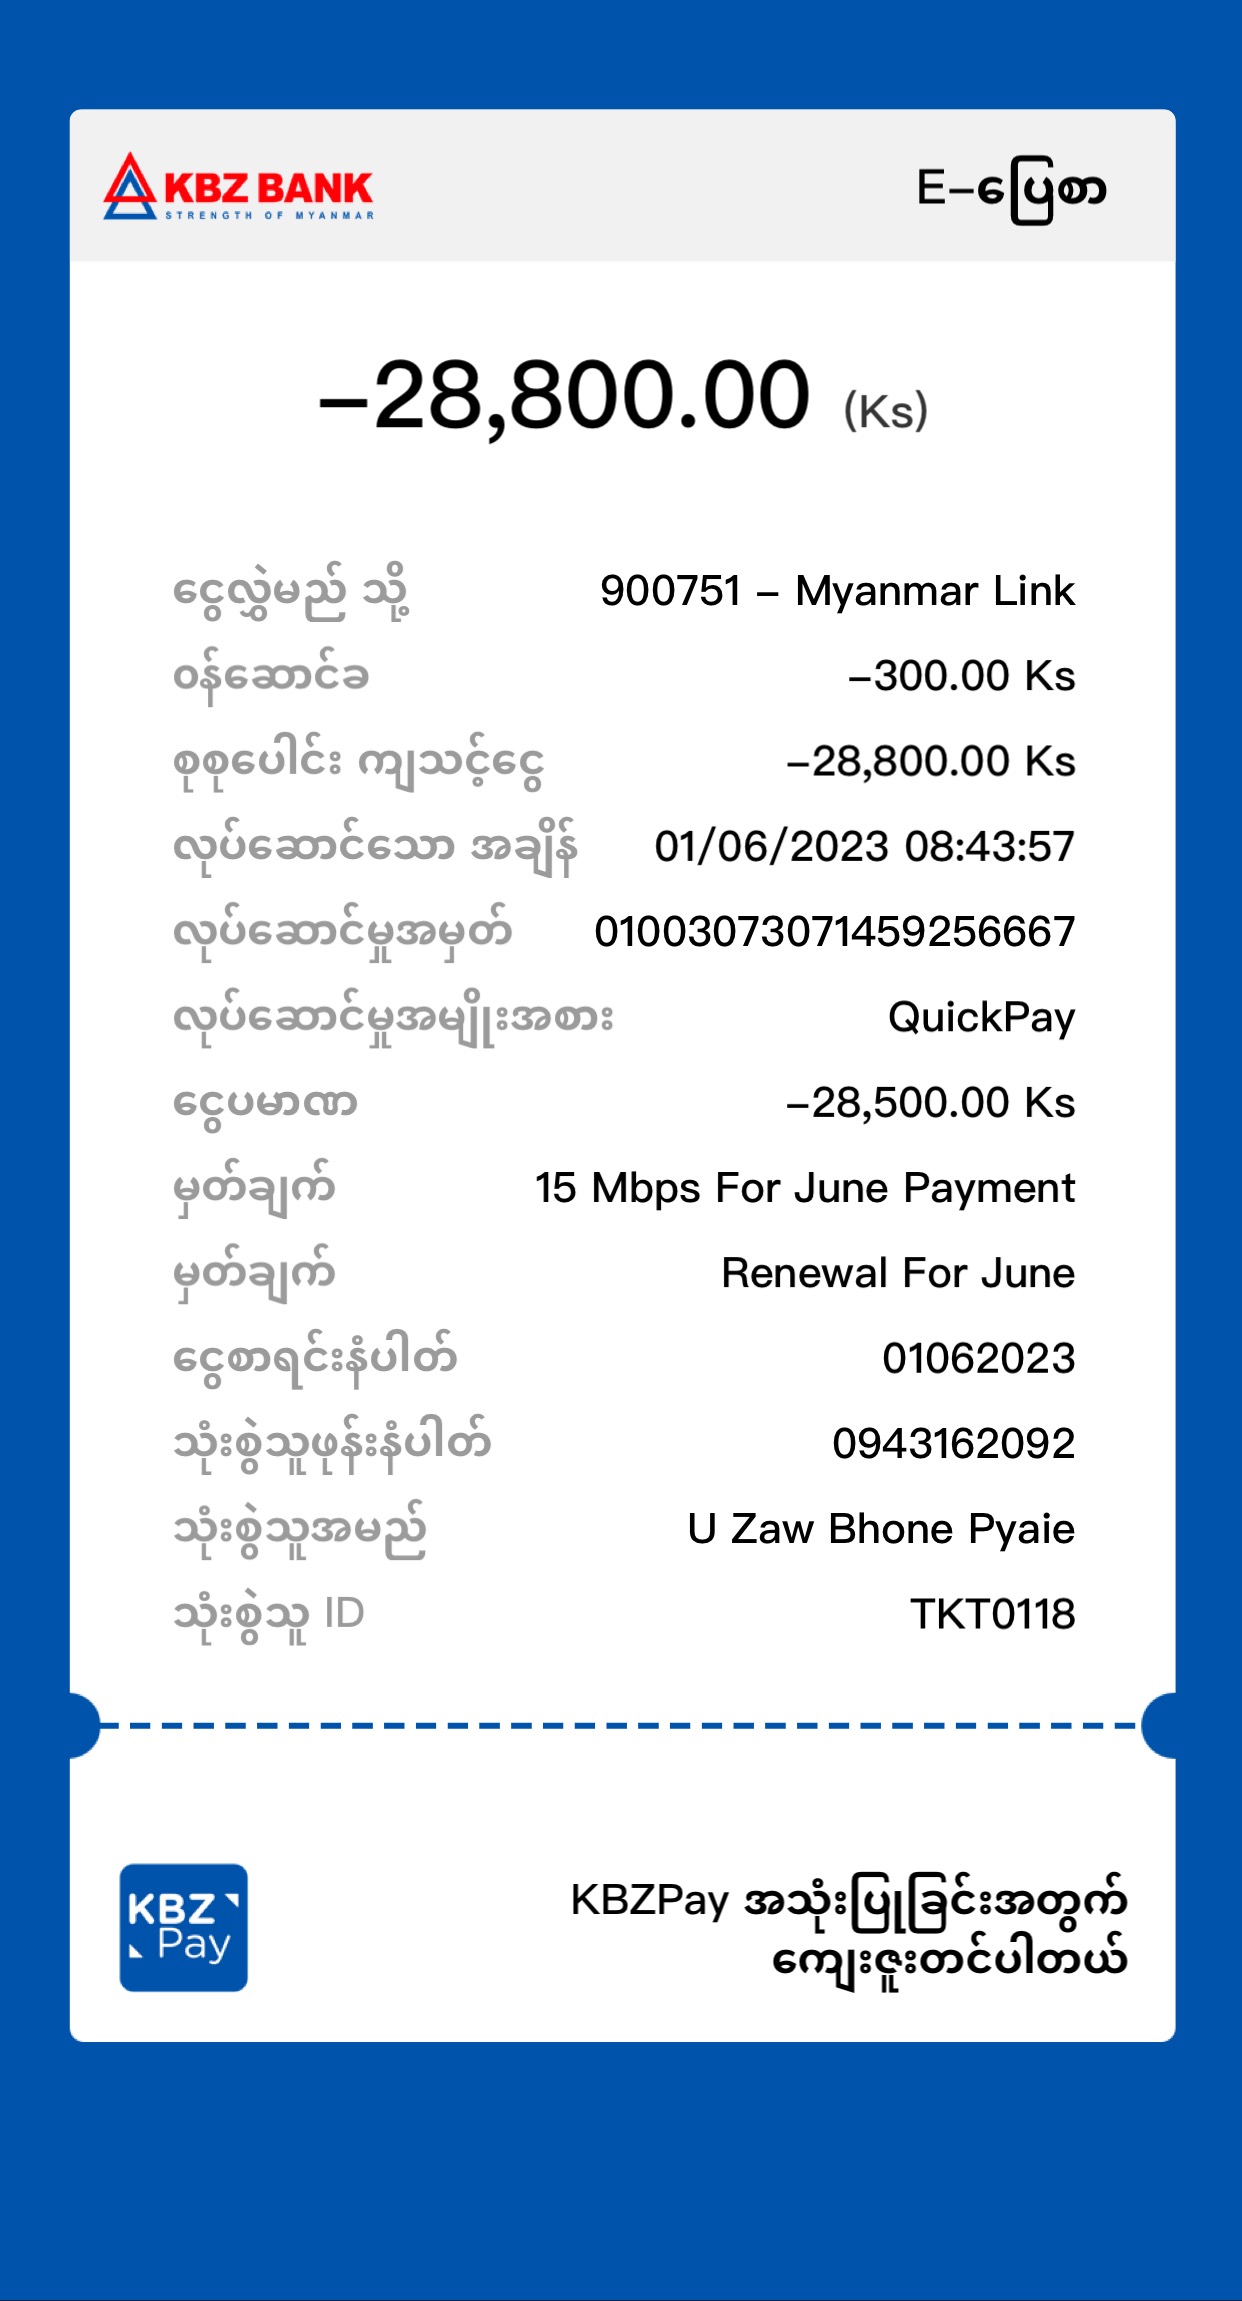 KBZ BANK
STRENGTH OF MYANMAR
E-ပြေစာ
-28,800.00 (Ks)
ငွေလွှဲမည် သို့ 900751 - Myanmar Link
ဝန်ဆောင်ခ -300.00 Ks
စုစုပေါင်း ကျသင့်ငွေ -28,800.00 Ks
လုပ်ဆောင်သော အချိန် 01/06/2023 08:43:57
လုပ်ဆောင်မှုအမှတ် 01003073071459256667
လုပ်ဆောင်မှုအမျိုးအစား QuickPay
ငွေပမာဏ -28,500.00 Ks
မှတ်ချက် 15 Mbps For June Payment
မှတ်ချက် Renewal For June
ငွေစာရင်းနံပါတ် 01062023
သုံးစွဲသူဖုန်းနံပါတ် 0943162092
သုံးစွဲသူအမည် U Zaw Bhone Pyaie
သုံးစွဲသူ ID TKT0118
KBZ
Pay
KBZPay အသုံးပြုခြင်းအတွက်
ကျေးဇူးတင်ပါတယ်